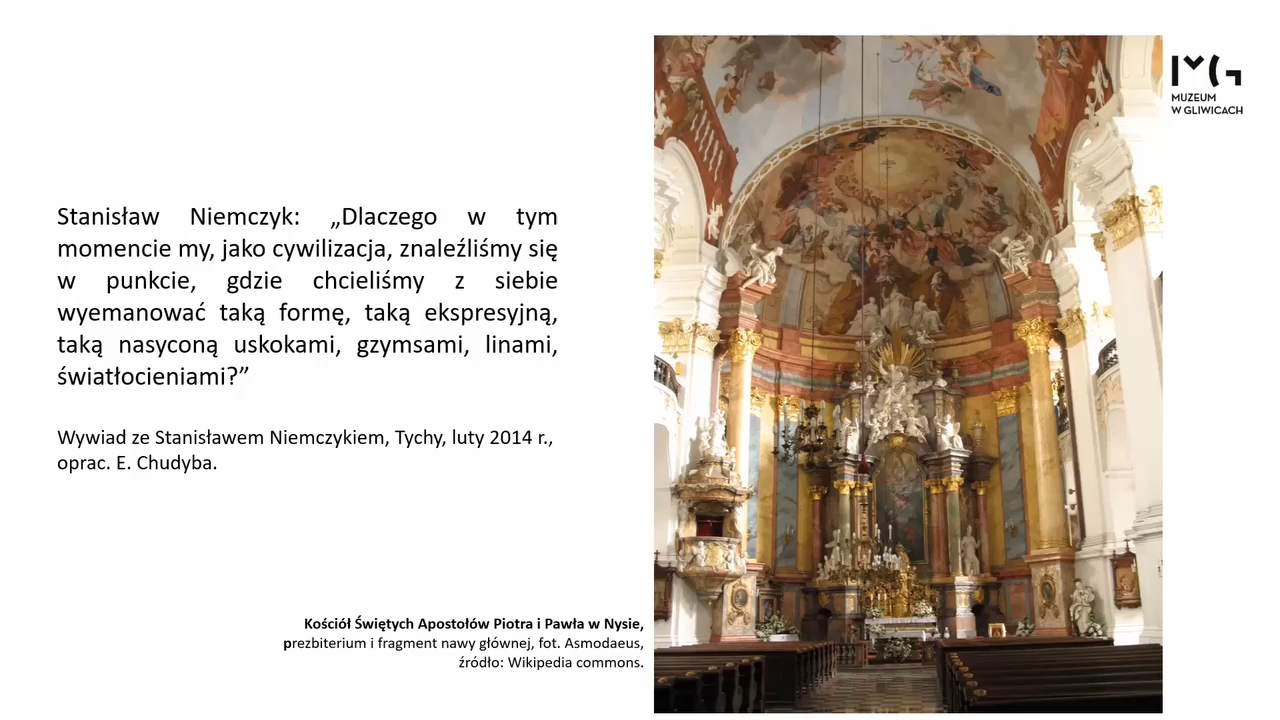 Stanisław Niemczyk: „Dlaczego w tym
momencie my, jako cywilizacja, znaleźliśmy się
w punkcie, gdzie chcieliśmy z siebie
wyemanować taką formę, taką ekspresyjną,
taką nasyconą uskokami, gzymsami, linami,
światłocieniami?”
Wywiad ze Stanisławem Niemczykiem, Tychy, luty 2014 r.,
oprac. E. Chudyba.
Kościół Świętych Apostołów Piotra i Pawła w Nysie,
prezbiterium i fragment nawy głównej, fot. Asmodaeus,
źródło: Wikipedia commons.
MG
MUZEUM
W GLIWICACH